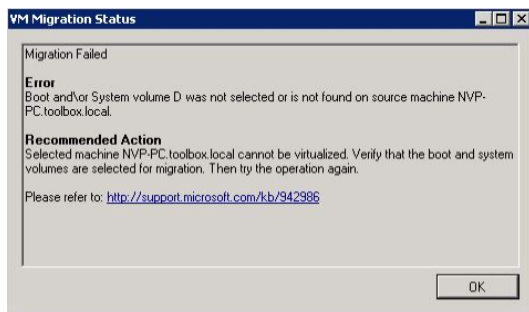 VM Migration Status
Migration Failed
Error
Boot and\or System volume D was not selected or is not found on source machine NVP-
PC.toolbox.local.
Recommended Action
Selected machine NVP-PC.toolbox.local cannot be virtualized. Verify that the boot and system
volumes are selected for migration. Then try the operation again.
Please refer to: http://support.microsoft.com/kb/942986
OK